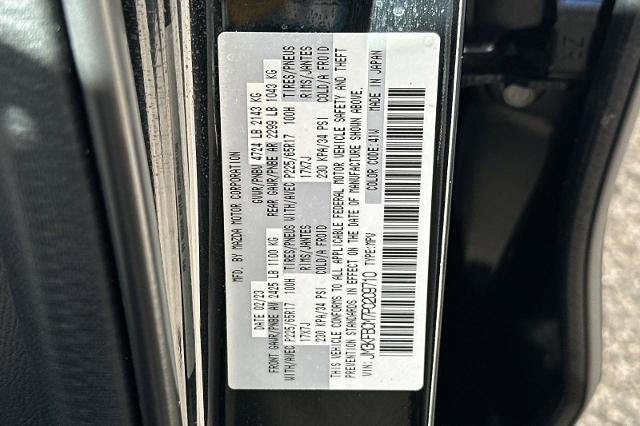 MFD. BY MAZDA MOTOR CORPORATION
DATE 02/23 GVWR/PNBV 4724 LB 2143 KG
FRONT GAWR/PNBE AV 2425 LB 1100 KG REAR GAWR/PNBE AR 2299 LB 1043 KG
WITH/AVEC P225/65R17 100H TIRES/PNEUS WITH/AVEC P225/65R17 100H TIRES/PNEUS
17X7J RIMS/JANTES 17X7J RIMS/JANTES
230 KPA/34 PSI COLD/A FROID 230 KPA/34 PSI COLD/A FROID
THIS VEHICLE CONFORMS TO ALL APPLICABLE FEDERAL MOTOR VEHICLE SAFETY AND THEFT
PREVENTION STANDARDS IN EFFECT ON THE DATE OF MANUFACTURE SHOWN ABOVE.
VIN: JM3KFBCM7P0209710 TYPE:MPV COLOR CODE:41W MADE IN JAPAN